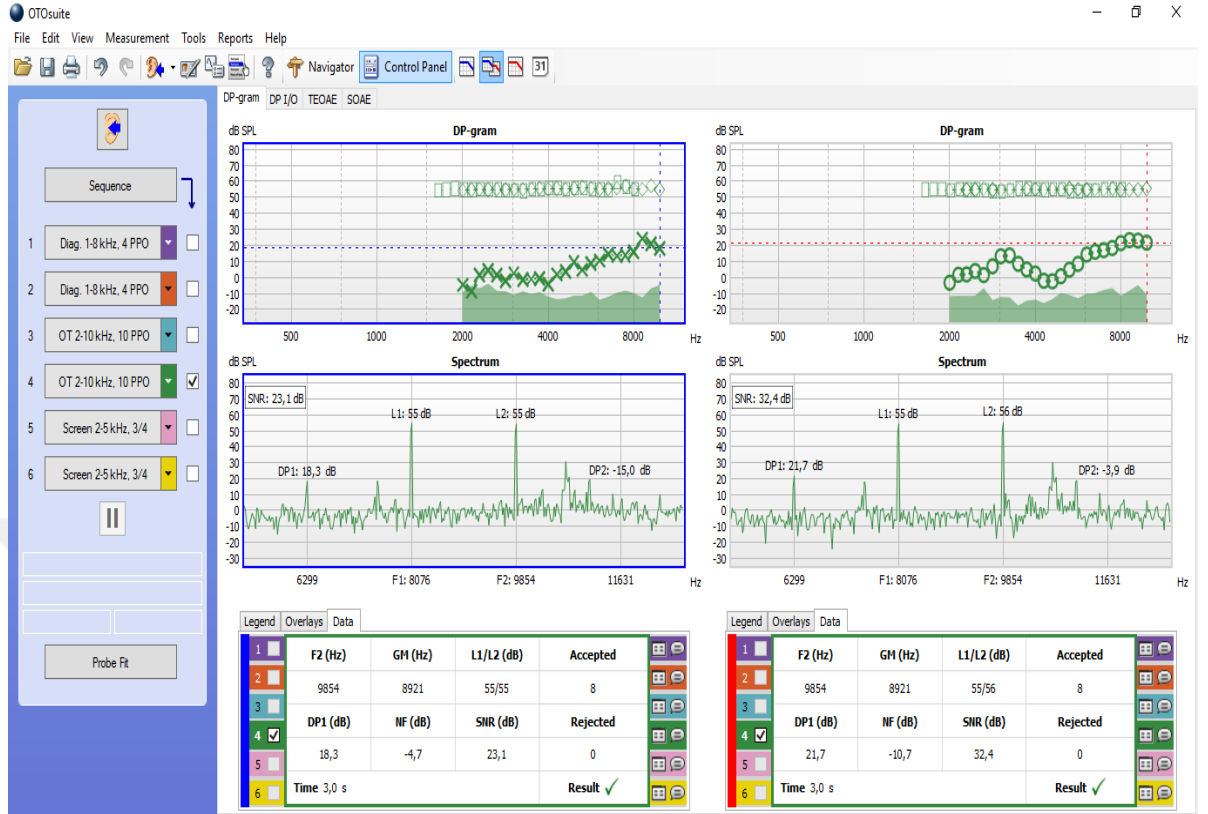 OTOsuite
File Edit View Measurement Tools Reports Help
Navigator Control Panel 31
DP-gram DP I/O TEOAE SOAE
Sequence
1 Diag. 1-8 kHz, 4 PPO
2 Diag. 1-8 kHz, 4 PPO
3 OT 2-10 kHz, 10 PPO
4 OT 2-10 kHz, 10 PPO
5 Screen 2-5 kHz, 3/4
6 Screen 2-5 kHz, 3/4
Probe Fit
dB SPL DP-gram
80
70
60
50
40
30
20
10
0
-10
-20
500 1000 2000 4000 8000 Hz
dB SPL Spectrum
80
70
60
50
40
30
20
10
0
-10
-20
-30
SNR: 23,1 dB
L1: 55 dB L2: 55 dB
DP1: 18,3 dB DP2: -15,0 dB
6299 F1: 8076 F2: 9854 11631 Hz
Legend Overlays Data
1
2
3
4
5
6
F2 (Hz) GM (Hz) L1/L2 (dB) Accepted
9854 8921 55/55 8
DP1 (dB) NF (dB) SNR (dB) Rejected
18,3 -4,7 23,1 0
Time 3,0 s Result
dB SPL DP-gram
80
70
60
50
40
30
20
10
0
-10
-20
500 1000 2000 4000 8000 Hz
dB SPL Spectrum
80
70
60
50
40
30
20
10
0
-10
-20
-30
SNR: 32,4 dB
L1: 55 dB L2: 56 dB
DP1: 21,7 dB DP2: -3,9 dB
6299 F1: 8076 F2: 9854 11631 Hz
Legend Overlays Data
1
2
3
4
5
6
F2 (Hz) GM (Hz) L1/L2 (dB) Accepted
9854 8921 55/56 8
DP1 (dB) NF (dB) SNR (dB) Rejected
21,7 -10,7 32,4 0
Time 3,0 s Result